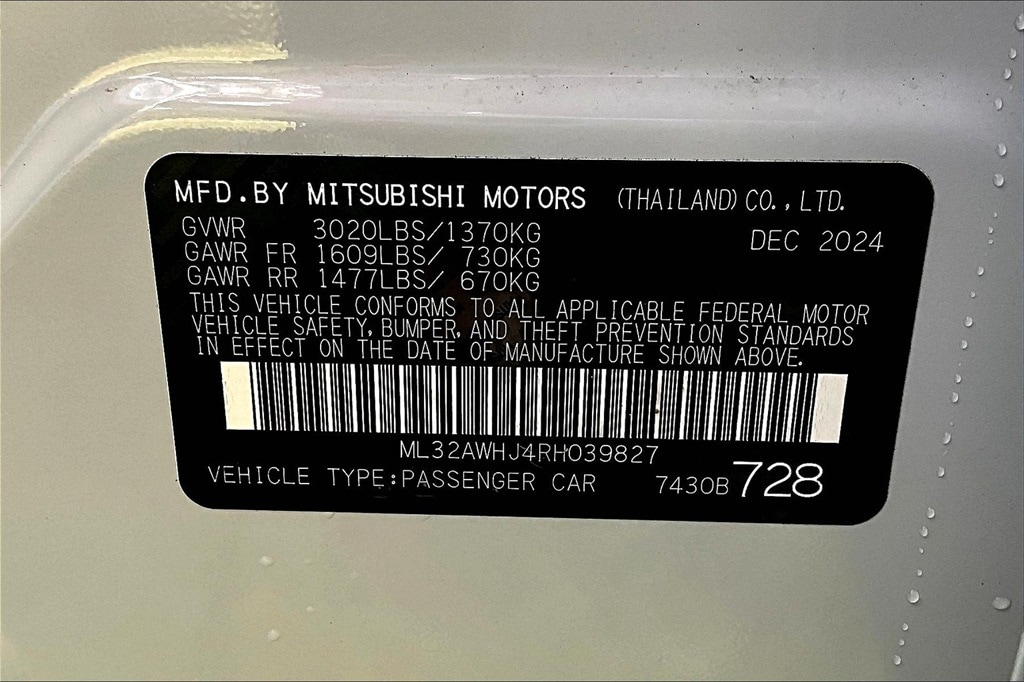 MFD.BY MITSUBISHI MOTORS (THAILAND) CO., LTD.
GVWR 3020LBS/1370KG DEC 2024
GAWR FR 1609LBS/ 730KG
GAWR RR 1477LBS/ 670KG
THIS VEHICLE CONFORMS TO ALL APPLICABLE FEDERAL MOTOR
VEHICLE SAFETY, BUMPER, AND THEFT PREVENTION STANDARDS
IN EFFECT ON THE DATE OF MANUFACTURE SHOWN ABOVE.
ML32AWHJ4RH039827
VEHICLE TYPE:PASSENGER CAR 7430B 728